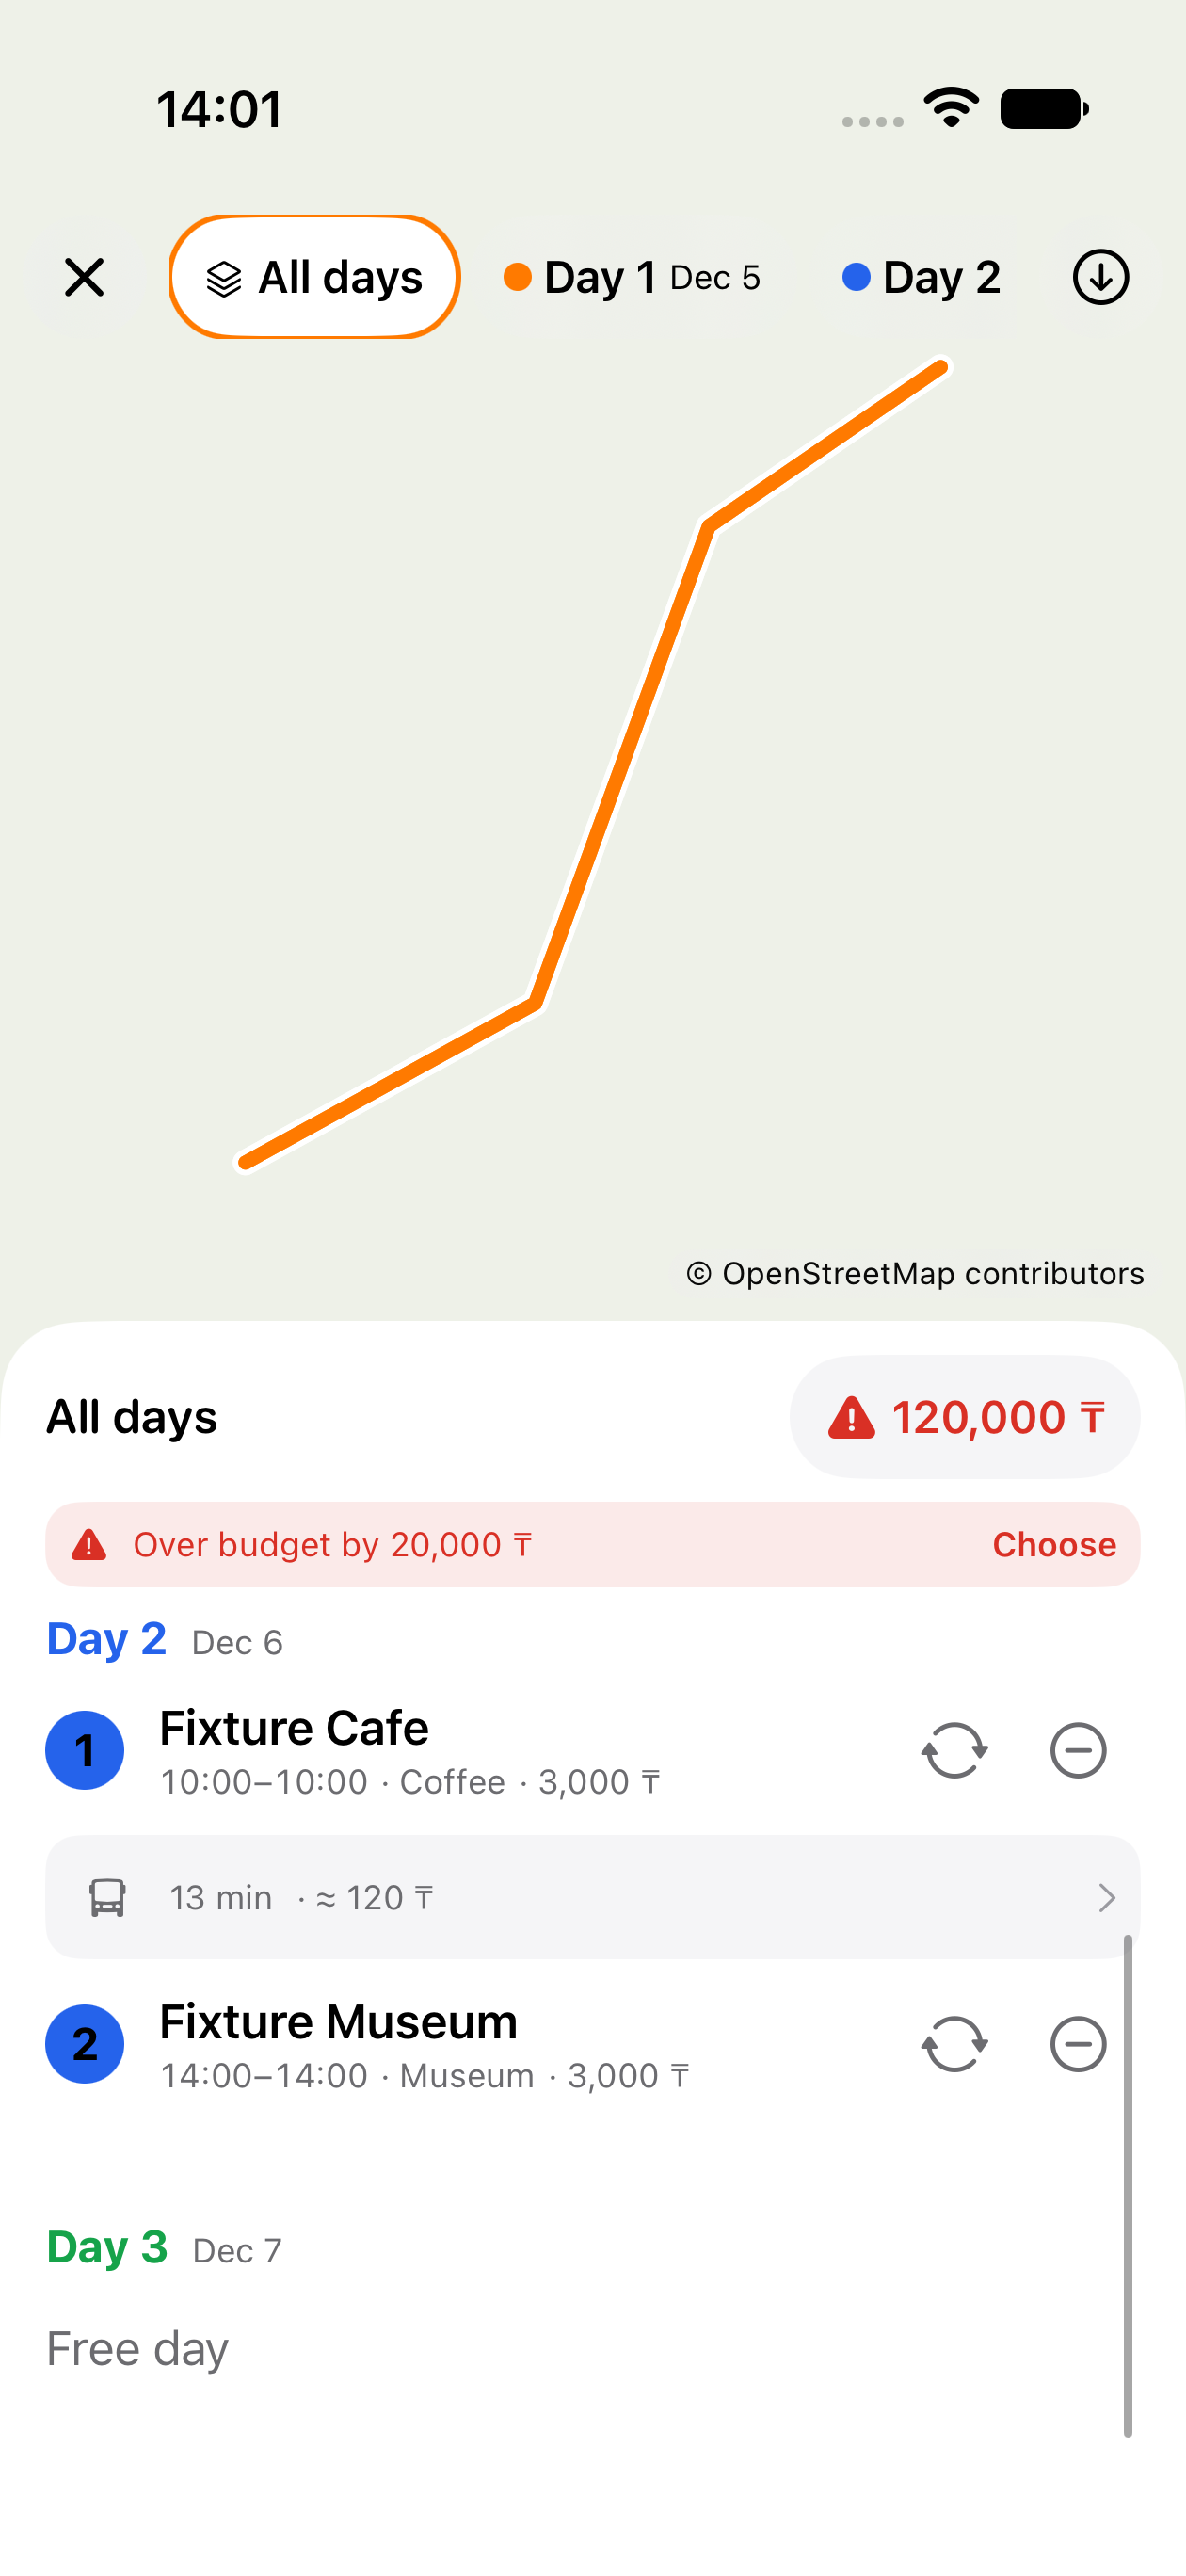 14:01
All days
Day 1 Dec 5
Day 2
© OpenStreetMap contributors
All days
120,000 ₸
Over budget by 20,000 ₸
Choose
Day 2 Dec 6
1
Fixture Cafe
10:00–10:00 · Coffee · 3,000 ₸
13 min · ≈ 120 ₸
2
Fixture Museum
14:00–14:00 · Museum · 3,000 ₸
Day 3 Dec 7
Free day